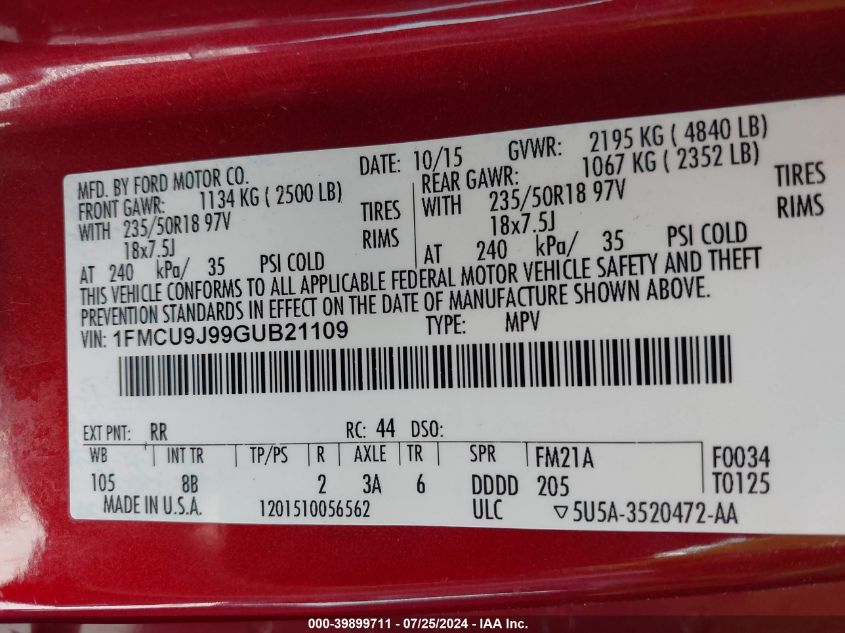 MFD. BY FORD MOTOR CO. DATE: 10/15 GVWR: 2195 KG ( 4840 LB)
FRONT GAWR: 1134 KG ( 2500 LB) REAR GAWR: 1067 KG ( 2352 LB)
WITH 235/50R18 97V TIRES WITH 235/50R18 97V TIRES
18x7.5J RIMS 18x7.5J RIMS
AT 240 kPa/ 35 PSI COLD AT 240 kPa/ 35 PSI COLD
THIS VEHICLE CONFORMS TO ALL APPLICABLE FEDERAL MOTOR VEHICLE SAFETY AND THEFT
PREVENTION STANDARDS IN EFFECT ON THE DATE OF MANUFACTURE SHOWN ABOVE.
VIN: 1FMCU9J99GUB21109 TYPE: MPV
EXT PNT: RR RC: 44 DSO:
WB INT TR TP/PS R AXLE TR SPR FM21A F0034
105 8B 2 3A 6 DDDD 205 T0125
MADE IN U.S.A. 1201510056562 ULC ▽5U5A-3520472-AA
000-39899711 - 07/25/2024 - IAA Inc.